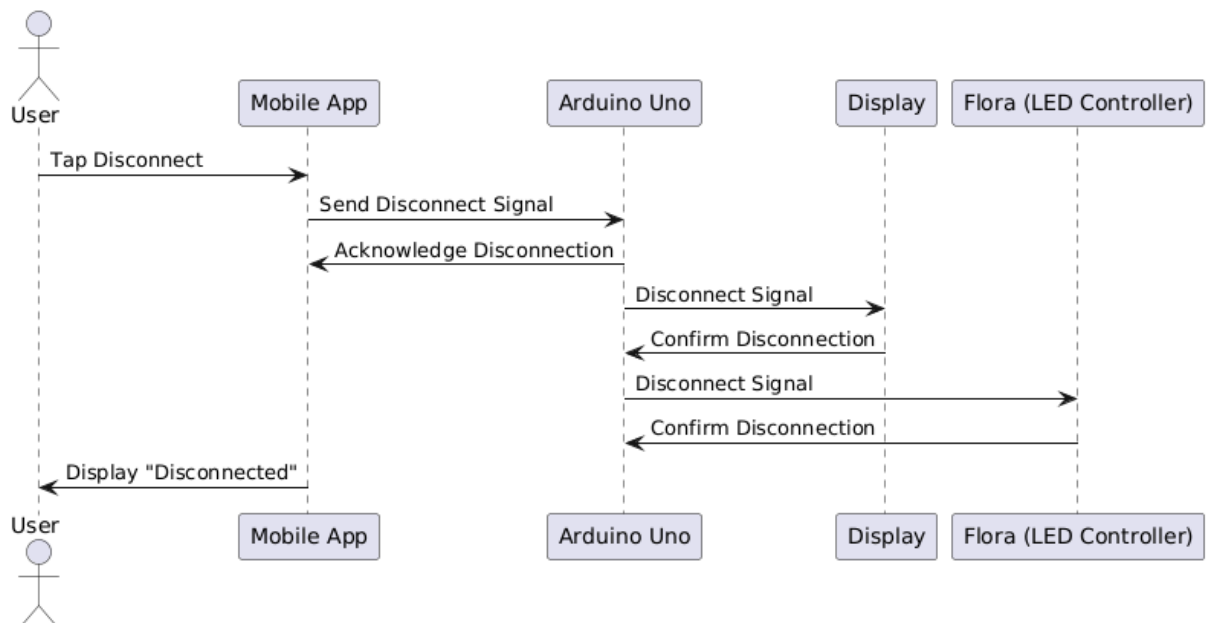 User
Mobile App
Arduino Uno
Display
Flora (LED Controller)
Tap Disconnect
Send Disconnect Signal
Acknowledge Disconnection
Disconnect Signal
Confirm Disconnection
Disconnect Signal
Confirm Disconnection
Display "Disconnected"
User
Mobile App
Arduino Uno
Display
Flora (LED Controller)